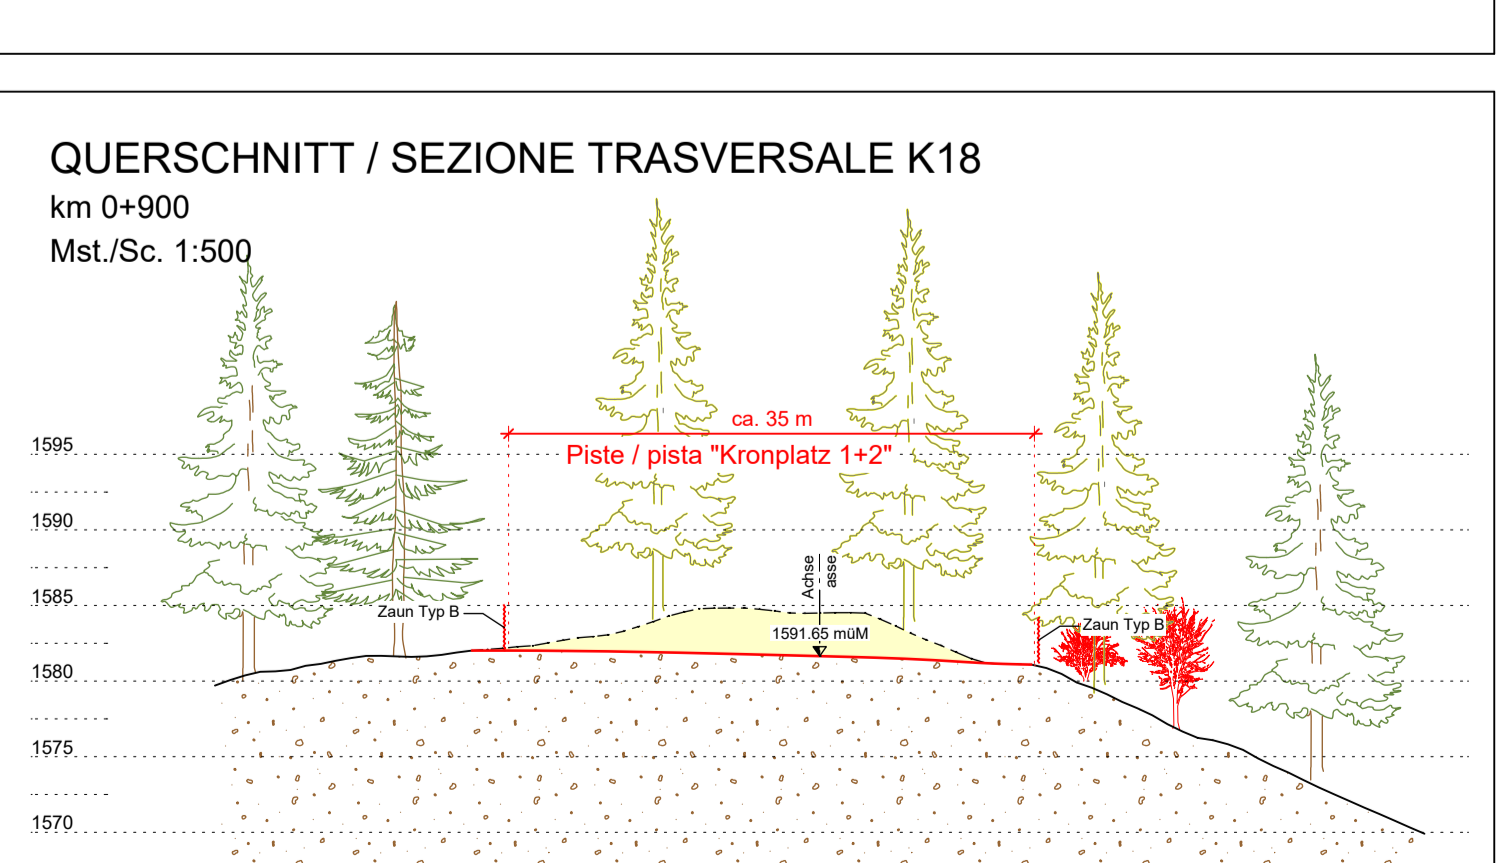 QUERSCHNITT / SEZIONE TRASVERSALE K18
km 0+900
Mst./Sc. 1:500
ca. 35 m
Piste / pista "Kronplatz 1+2"
1595
1590
1585
1580
1575
1570
Zaun Typ B
Achse
asse
1591.65 müM
Zaun Typ B